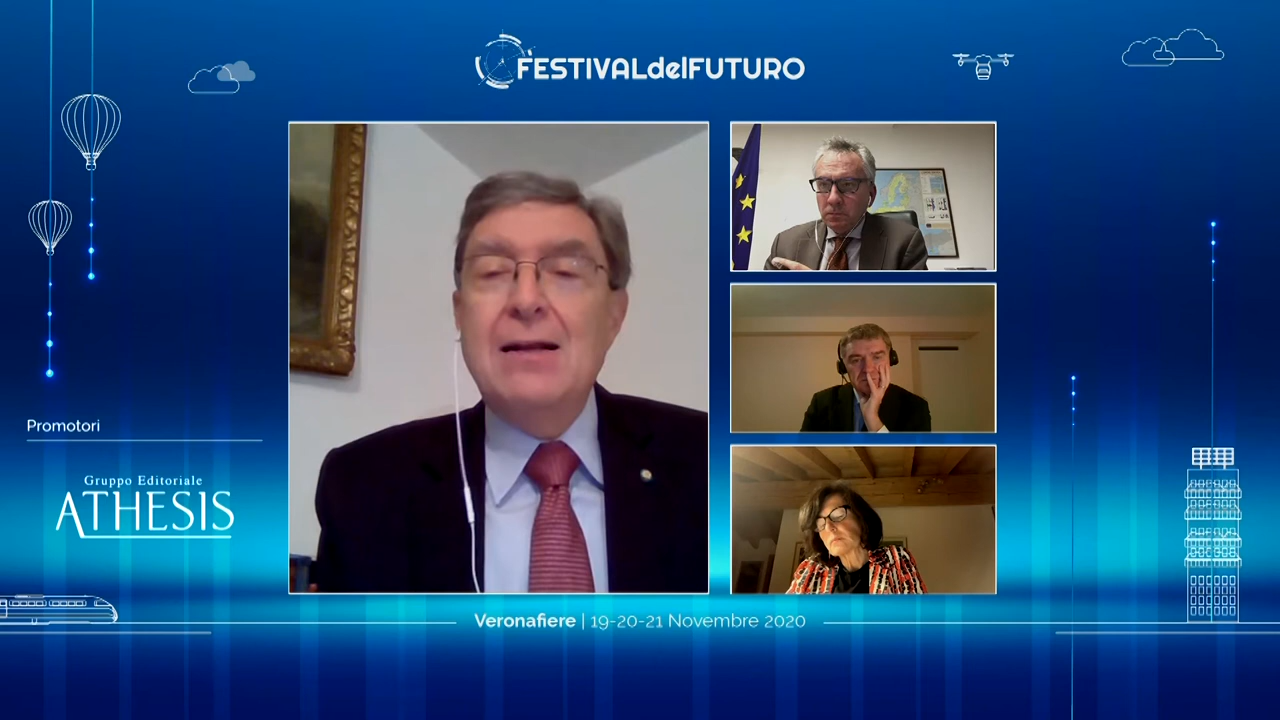 FESTIVALdelFUTURO
Promotori
Gruppo Editoriale
ATHESIS
Veronafiere | 19-20-21 Novembre 2020